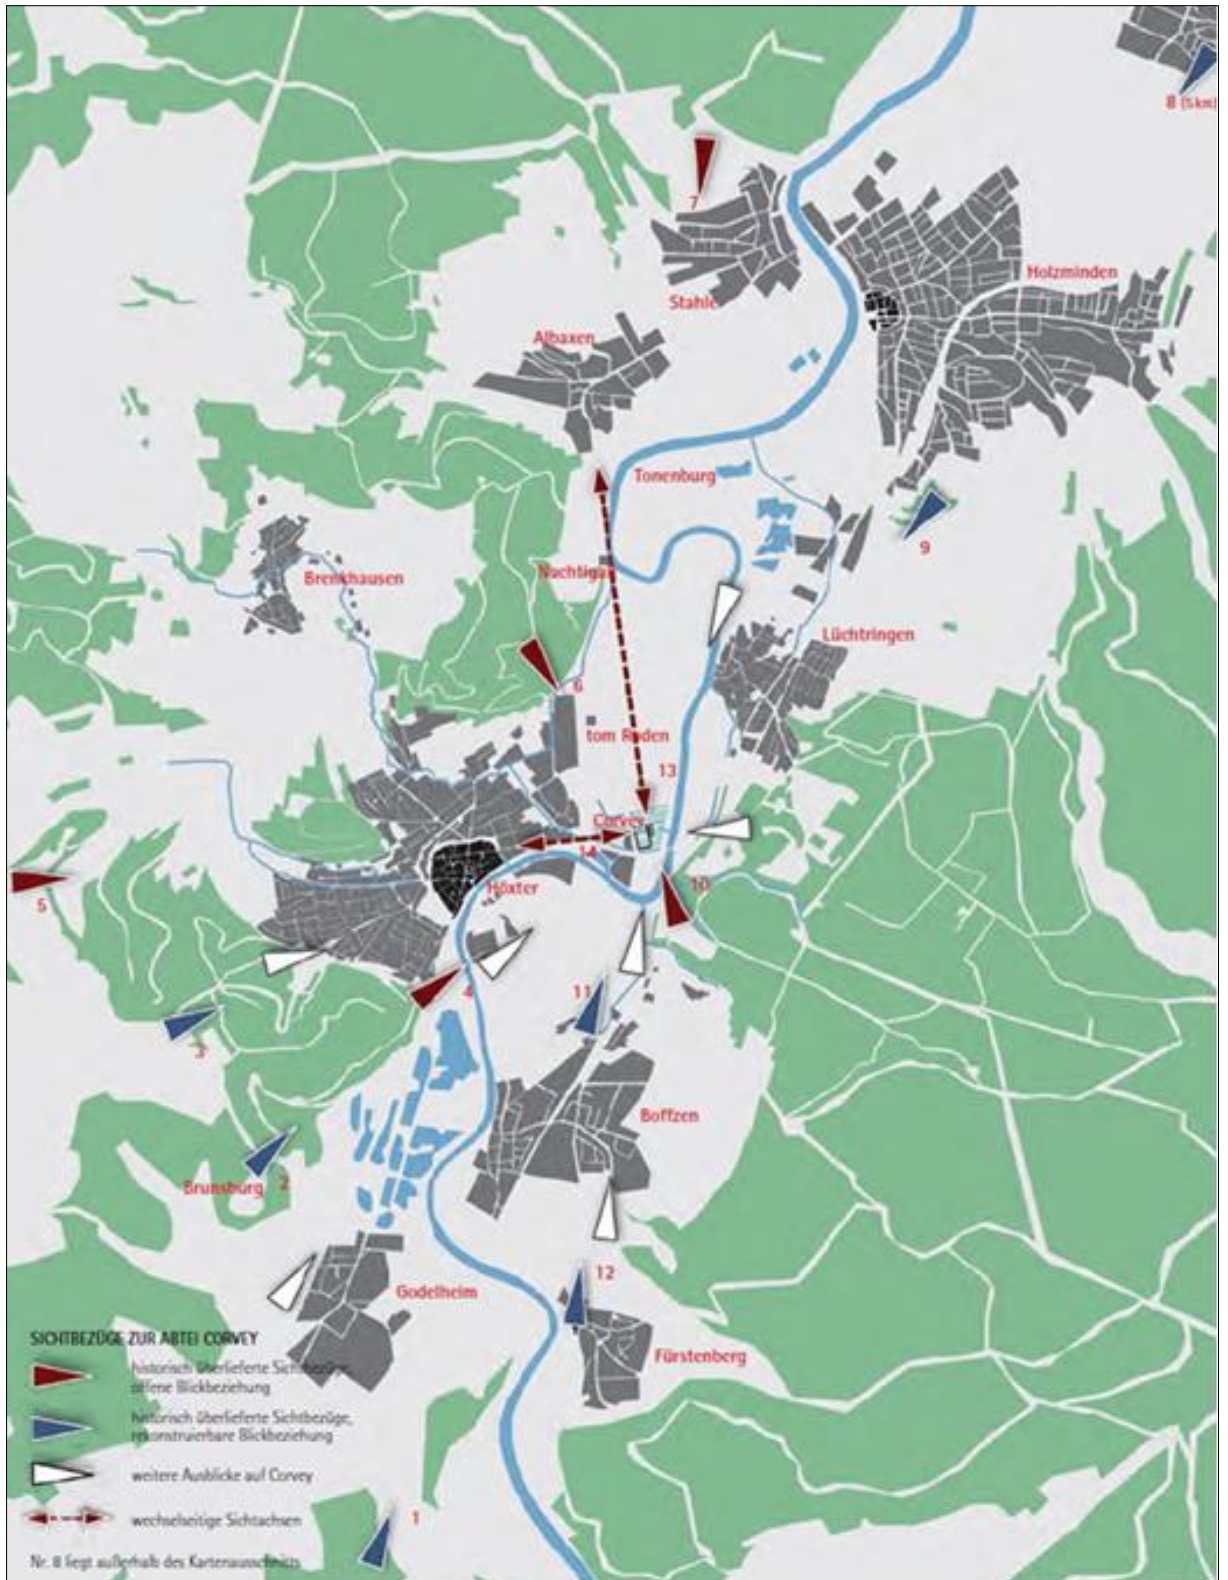 8 (5km)
7
Holzminden
Stahle
Albaxen
Tonenburg
9
Nachtigall
Brenkhausen
Lüchtringen
6
tom Roden
13
Corvey
14
Höxter
10
5
4
11
3
Boffzen
Brunsburg
2
12
Godelheim
Fürstenberg
SICHTBEZÜGE ZUR ABTEI CORVEY
historisch überlieferte Sichtbezüge,
offene Blickbeziehung
historisch überlieferte Sichtbezüge,
rekonstruierbare Blickbeziehung
weitere Ausblicke auf Corvey
wechselseitige Sichtachsen
1
Nr. 8 liegt außerhalb des Kartenausschnitts